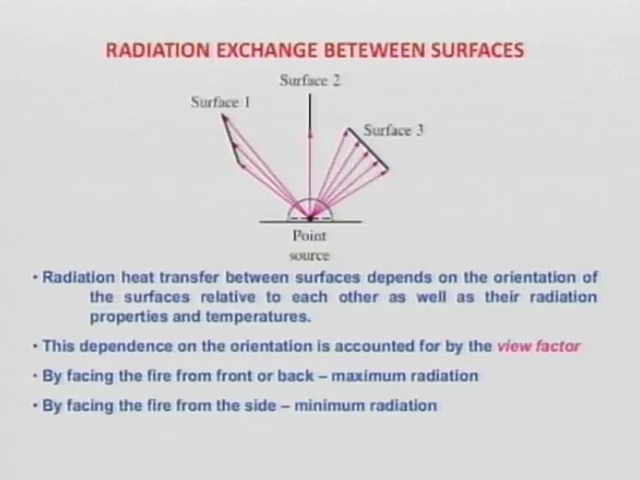 RADIATION EXCHANGE BETEWEEN SURFACES
Surface 2
Surface 1
Surface 3
Point
source
• Radiation heat transfer between surfaces depends on the orientation of
the surfaces relative to each other as well as their radiation
properties and temperatures.
• This dependence on the orientation is accounted for by the view factor
• By facing the fire from front or back – maximum radiation
• By facing the fire from the side – minimum radiation